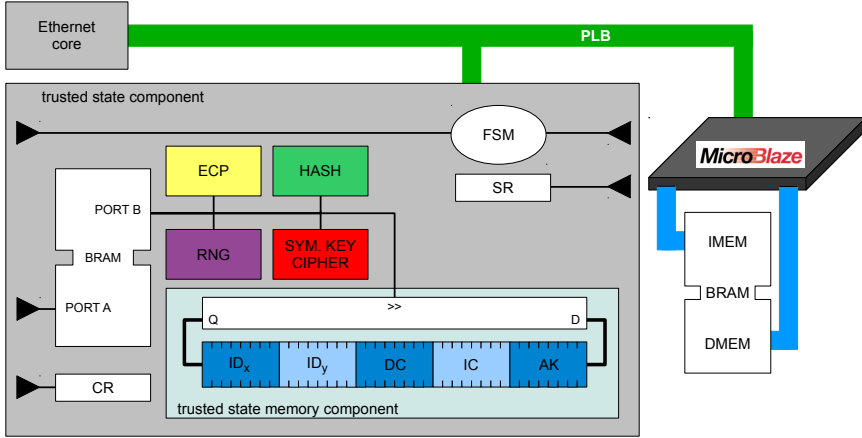 Ethernet
core
PLB
trusted state component
FSM
MicroBlaze
ECP
HASH
SR
PORT B
RNG
SYM. KEY
CIPHER
IMEM
BRAM
BRAM
PORT A
>>
Q
D
DMEM
IDx
IDy
DC
IC
AK
CR
trusted state memory component